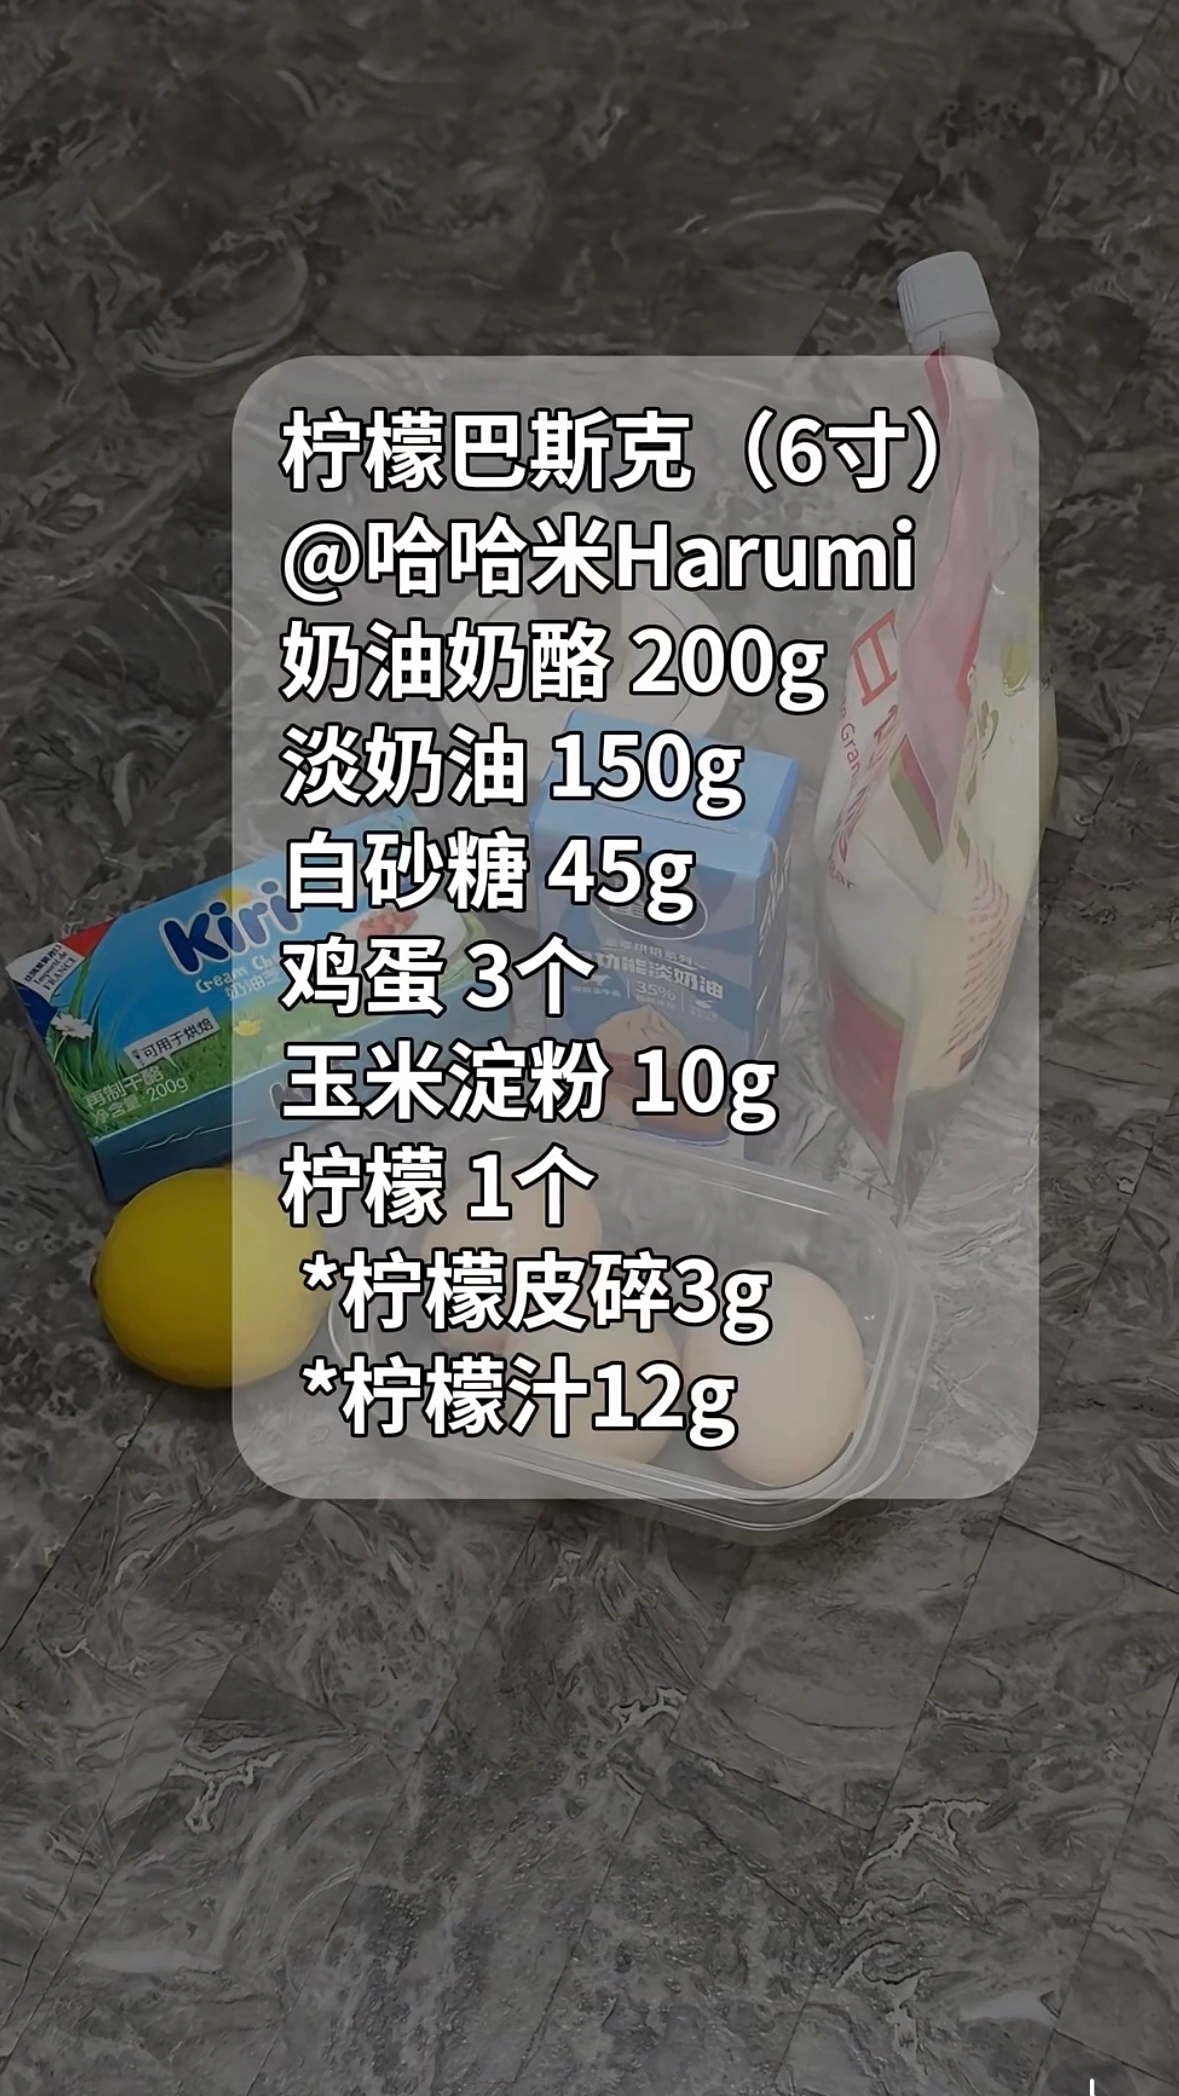 柠檬巴斯克（6寸）
@哈哈米Harumi
奶油奶酪 200g
淡奶油 150g
白砂糖 45g
鸡蛋 3个
玉米淀粉 10g
柠檬 1个
*柠檬皮碎3g
*柠檬汁12g
Kiri
Cream Ch
奶油
可用于烘焙
再制干酪
净含量:200g
FRANCE
功能淡奶油
35%
Gran